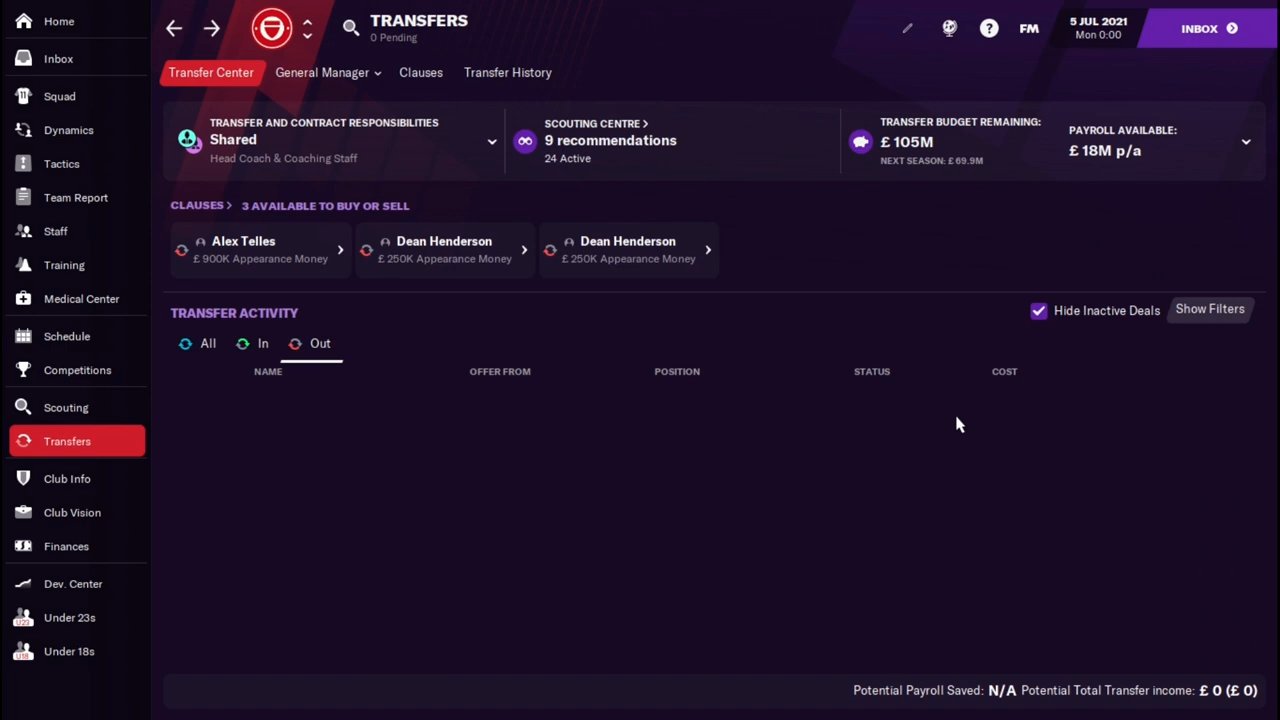 Home
Inbox
Squad
Dynamics
Tactics
Team Report
Staff
Training
Medical Center
Schedule
Competitions
Scouting
Transfers
Club Info
Club Vision
Finances
Dev. Center
U23 Under 23s
U18 Under 18s
TRANSFERS
0 Pending
FM
5 JUL 2021
Mon 0:00
INBOX
Transfer Center General Manager Clauses Transfer History
TRANSFER AND CONTRACT RESPONSIBILITIES
Shared
Head Coach & Coaching Staff
SCOUTING CENTRE >
9 recommendations
24 Active
TRANSFER BUDGET REMAINING:
£ 105M
NEXT SEASON: £ 69.9M
PAYROLL AVAILABLE:
£ 18M p/a
CLAUSES > 3 AVAILABLE TO BUY OR SELL
Alex Telles
£ 900K Appearance Money
Dean Henderson
£ 250K Appearance Money
Dean Henderson
£ 250K Appearance Money
TRANSFER ACTIVITY
Hide Inactive Deals Show Filters
All In Out
NAME OFFER FROM POSITION STATUS COST
Potential Payroll Saved: N/A Potential Total Transfer income: £ 0 (£ 0)